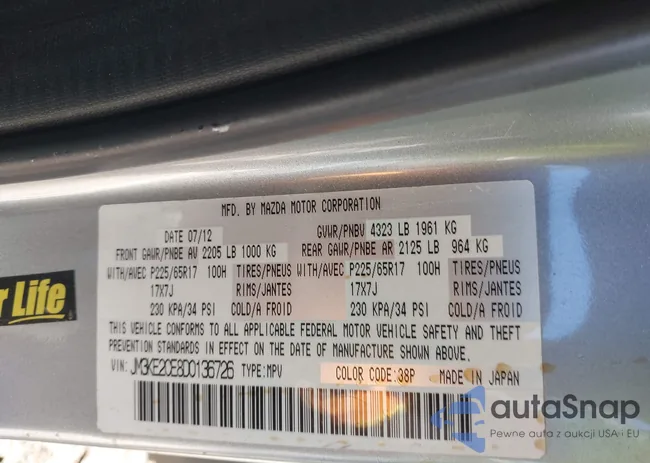 MFD. BY MAZDA MOTOR CORPORATION
DATE 07/12 GVWR/PNBV 4323 LB 1961 KG
FRONT GAWR/PNBE AV 2205 LB 1000 KG REAR GAWR/PNBE AR 2125 LB 964 KG
WITH/AVEC P225/65R17 100H TIRES/PNEUS WITH/AVEC P225/65R17 100H TIRES/PNEUS
17X7J RIMS/JANTES 17X7J RIMS/JANTES
230 KPA/34 PSI COLD/A FROID 230 KPA/34 PSI COLD/A FROID
THIS VEHICLE CONFORMS TO ALL APPLICABLE FEDERAL MOTOR VEHICLE SAFETY AND THEFT
PREVENTION STANDARDS IN EFFECT ON THE DATE OF MANUFACTURE SHOWN ABOVE.
VIN: JM3KE2CE8D0136726 TYPE:MPV COLOR CODE:38P MADE IN JAPAN
r Life
autaSnap
Pewne auta z aukcji USA i EU